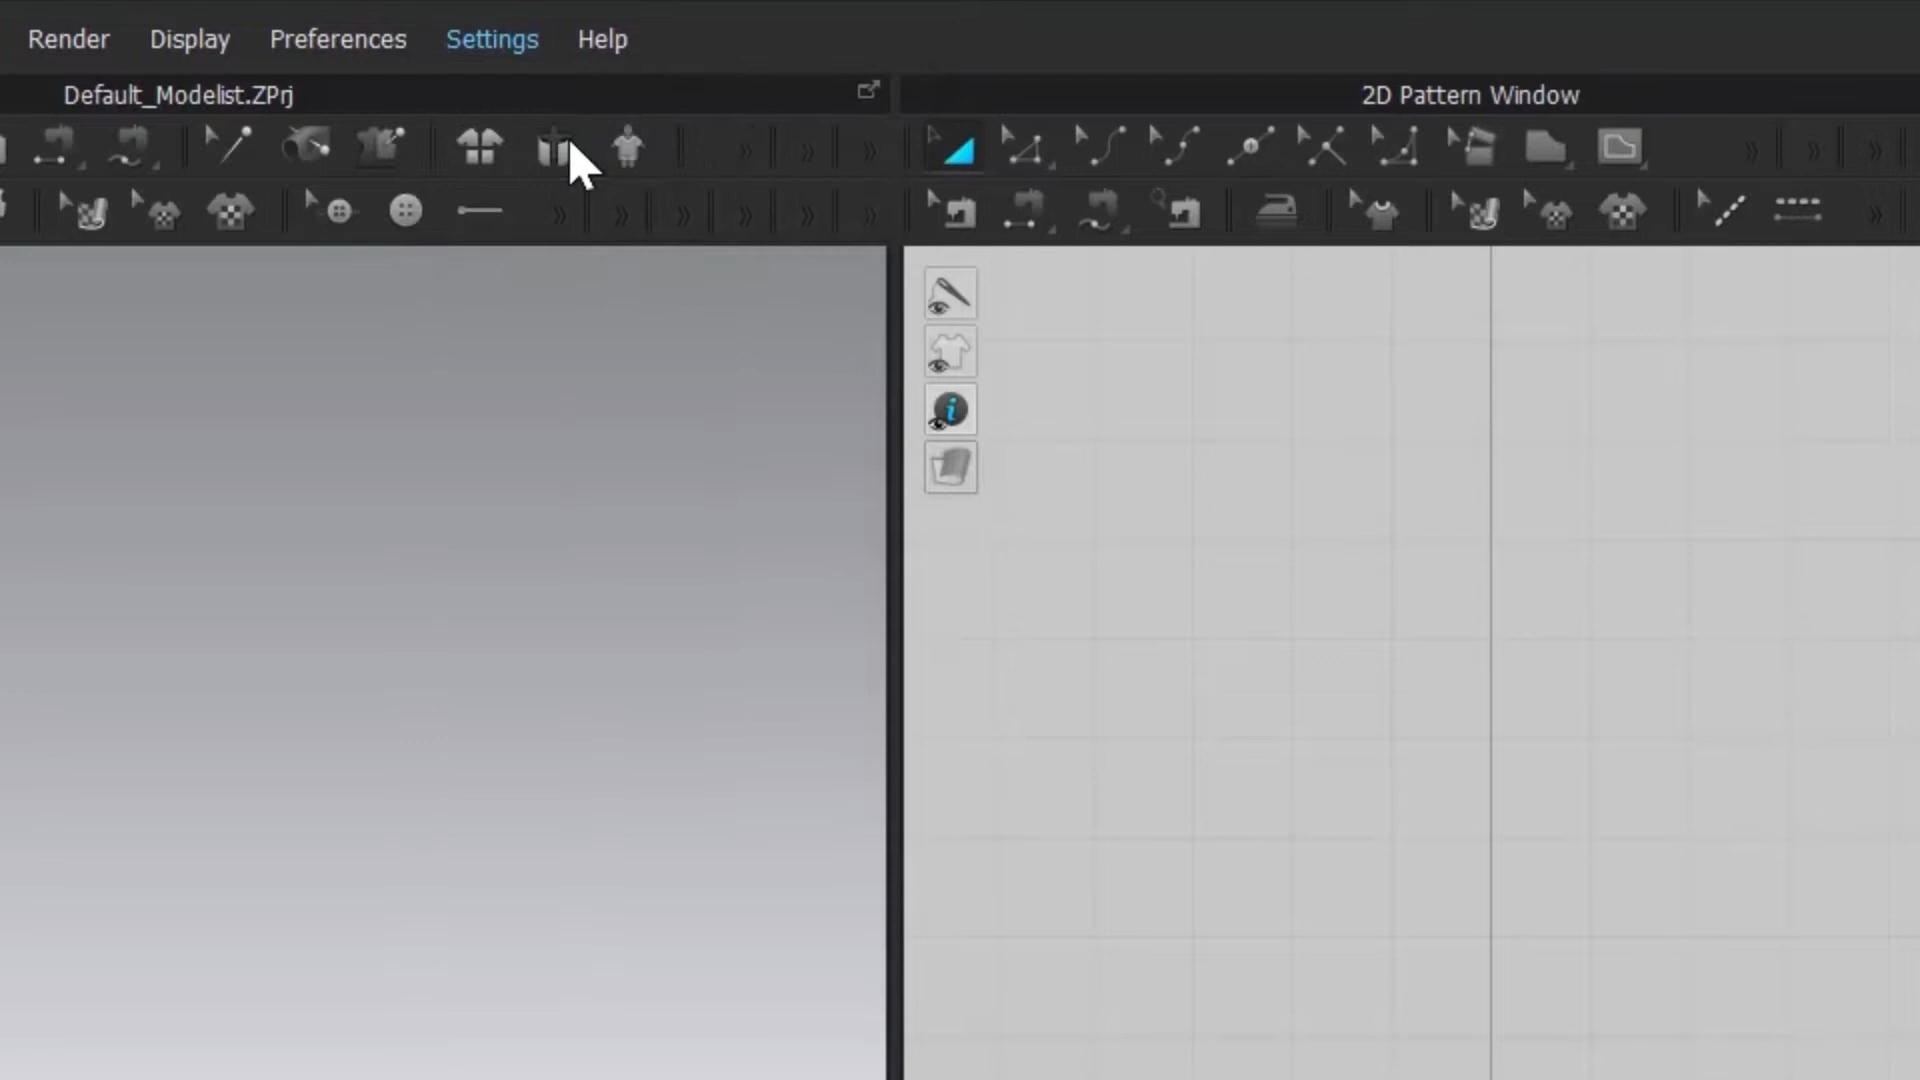 Render Display Preferences Settings Help
Default_Modelist.ZPrj
2D Pattern Window